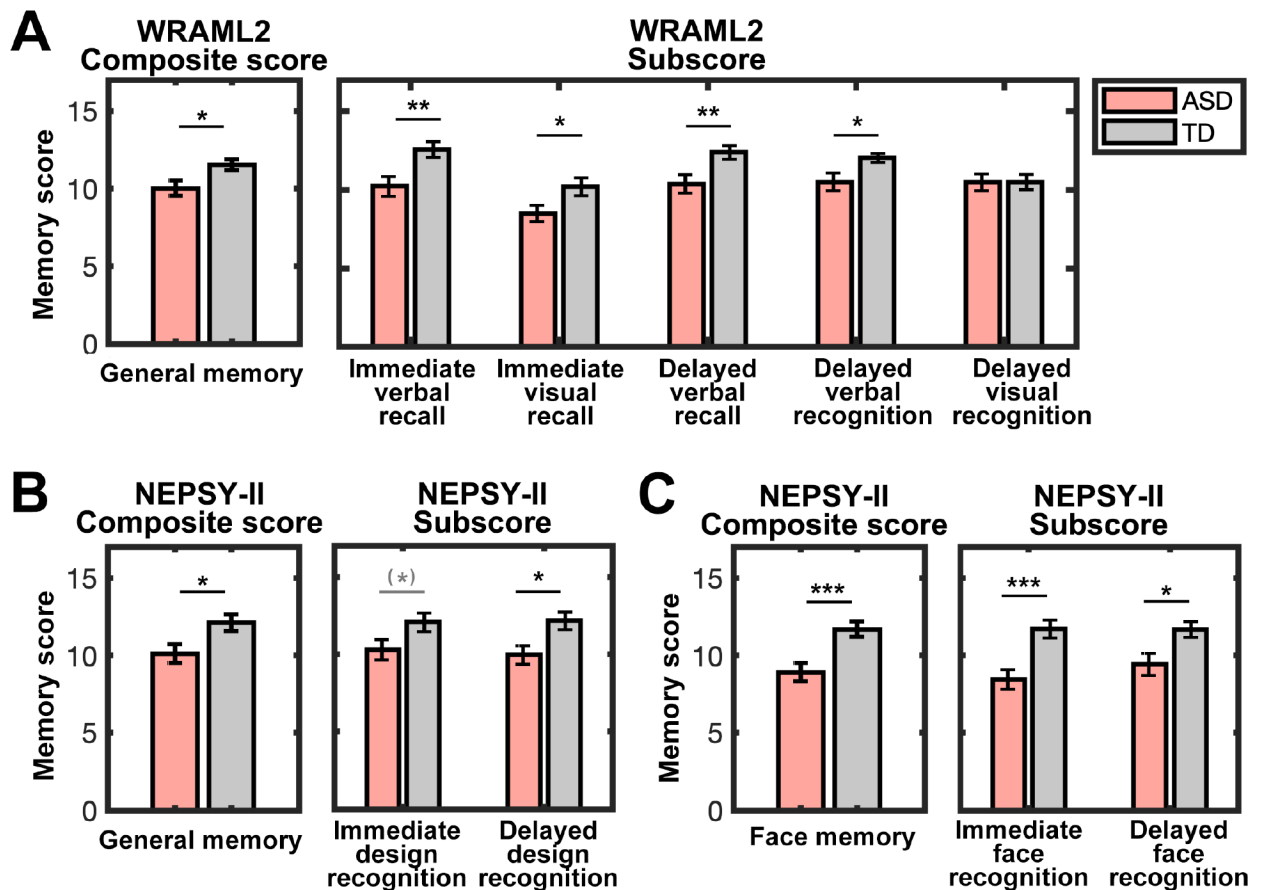 A
WRAML2
Composite score
WRAML2
Subscore
Memory score
15
10
5
0
*
**
*
**
*
ASD
TD
General memory
Immediate
verbal
recall
Immediate
visual
recall
Delayed
verbal
recall
Delayed
verbal
recognition
Delayed
visual
recognition
B
NEPSY-II
Composite score
NEPSY-II
Subscore
Memory score
15
10
5
0
*
(*)
*
General memory
Immediate
design
recognition
Delayed
design
recognition
C
NEPSY-II
Composite score
NEPSY-II
Subscore
Memory score
15
10
5
0
***
***
*
Face memory
Immediate
face
recognition
Delayed
face
recognition